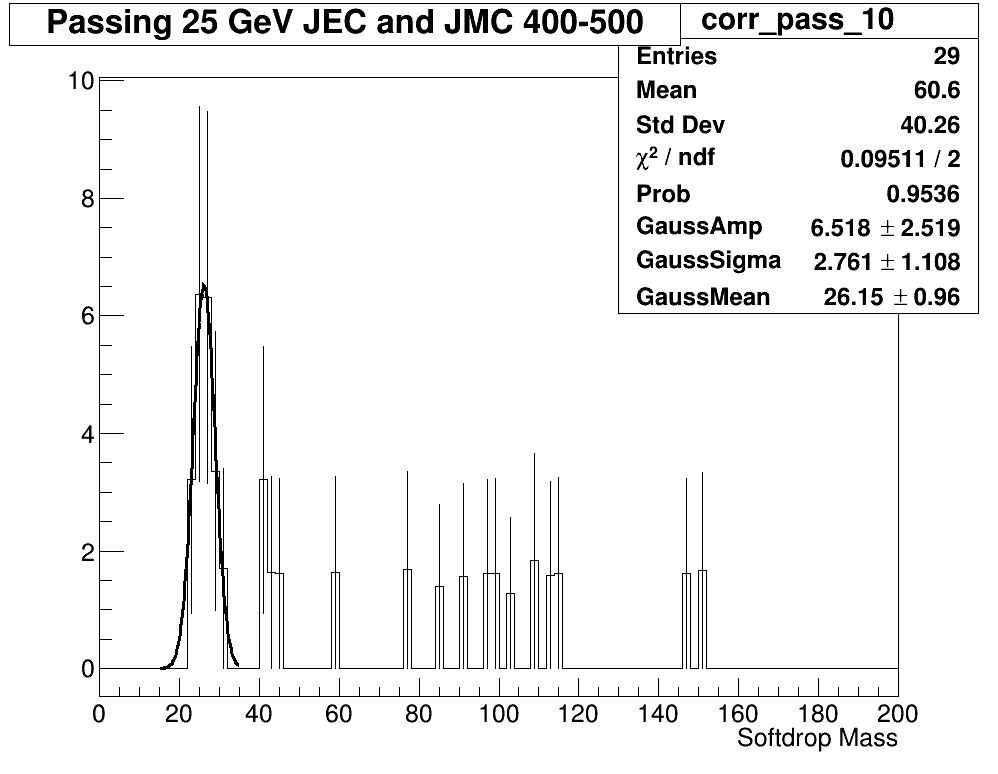 Passing 25 GeV JEC and JMC 400-500
corr_pass_10
Entries 29
Mean 60.6
Std Dev 40.26
χ² / ndf 0.09511 / 2
Prob 0.9536
GaussAmp 6.518 ± 2.519
GaussSigma 2.761 ± 1.108
GaussMean 26.15 ± 0.96
10
8
6
4
2
0
0 20 40 60 80 100 120 140 160 180 200
Softdrop Mass